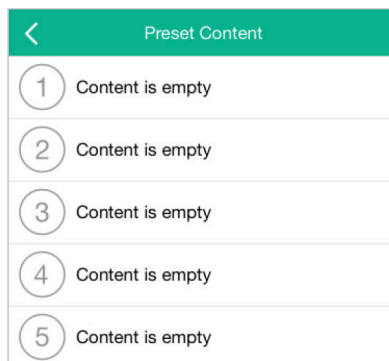 Preset Content
1 Content is empty
2 Content is empty
3 Content is empty
4 Content is empty
5 Content is empty